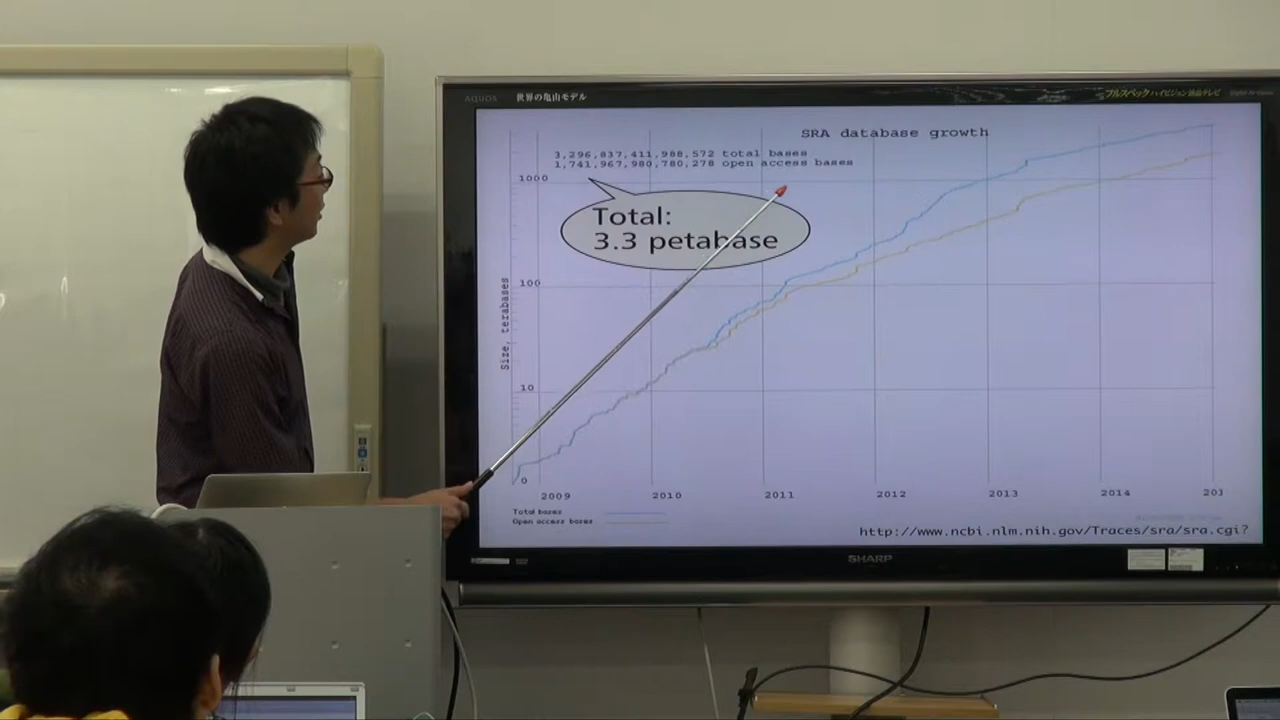 AQUOS 世界の亀山モデル
フルスペック ハイビジョン液晶テレビ
SRA database growth
3,296,837,411,988,572 total bases
1,741,967,980,780,278 open access bases
Total:
3.3 petabase
Size, terabases
1000
100
10
0
2009 2010 2011 2012 2013 2014 201
Total bases
Open access bases
http://www.ncbi.nlm.nih.gov/Traces/sra/sra.cgi?
SHARP